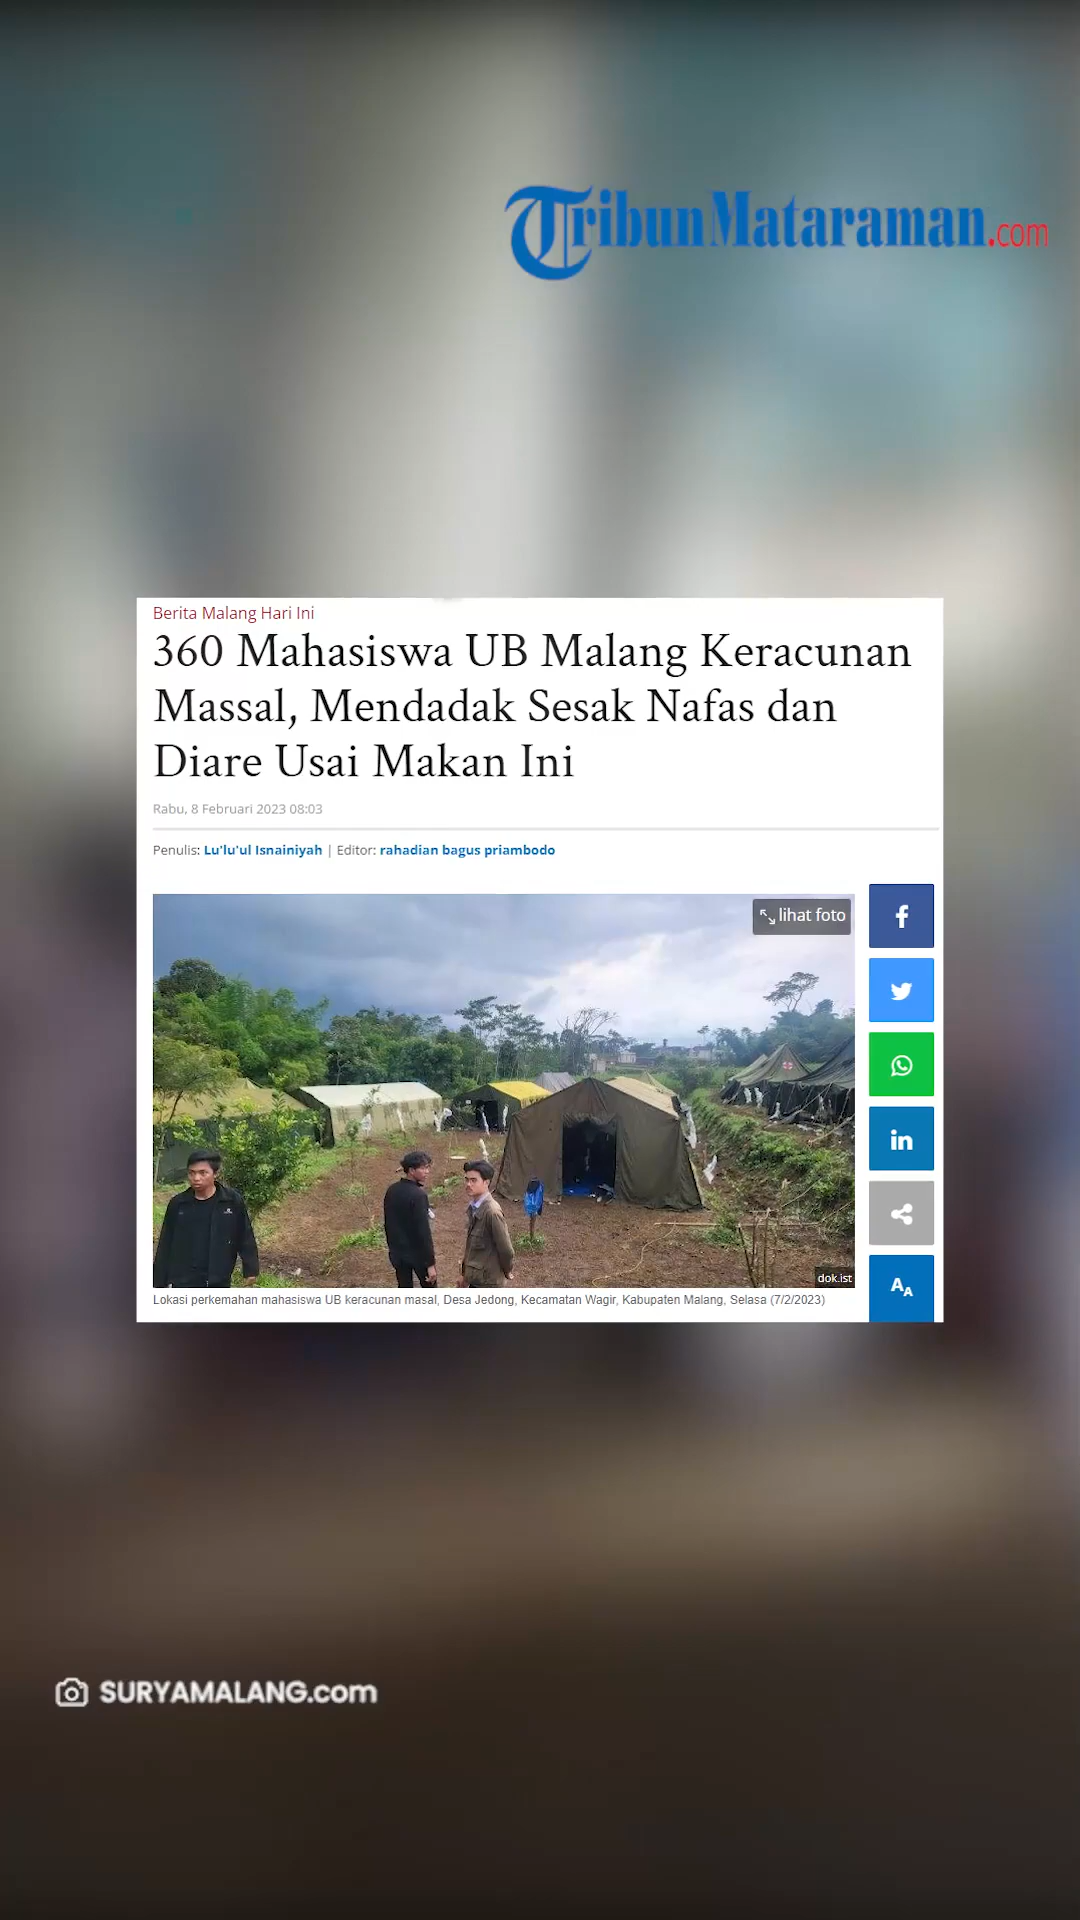 TribunMataraman.com
Berita Malang Hari Ini
360 Mahasiswa UB Malang Keracunan
Massal, Mendadak Sesak Nafas dan
Diare Usai Makan Ini
Rabu, 8 Februari 2023 08:03
Penulis: Lu'lu'ul Isnainiyah | Editor: rahadian bagus priambodo
lihat foto
dok.ist
Lokasi perkemahan mahasiswa UB keracunan masal, Desa Jedong, Kecamatan Wagir, Kabupaten Malang, Selasa (7/2/2023)
f
in
AA
SURYAMALANG.com